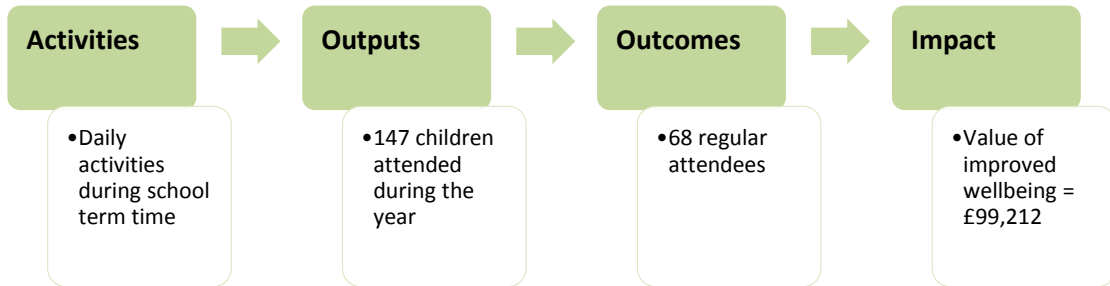 Activities
•Daily
activities
during school
term time
Outputs
•147 children
attended
during the
year
Outcomes
•68 regular
attendees
Impact
•Value of
improved
wellbeing =
£99,212